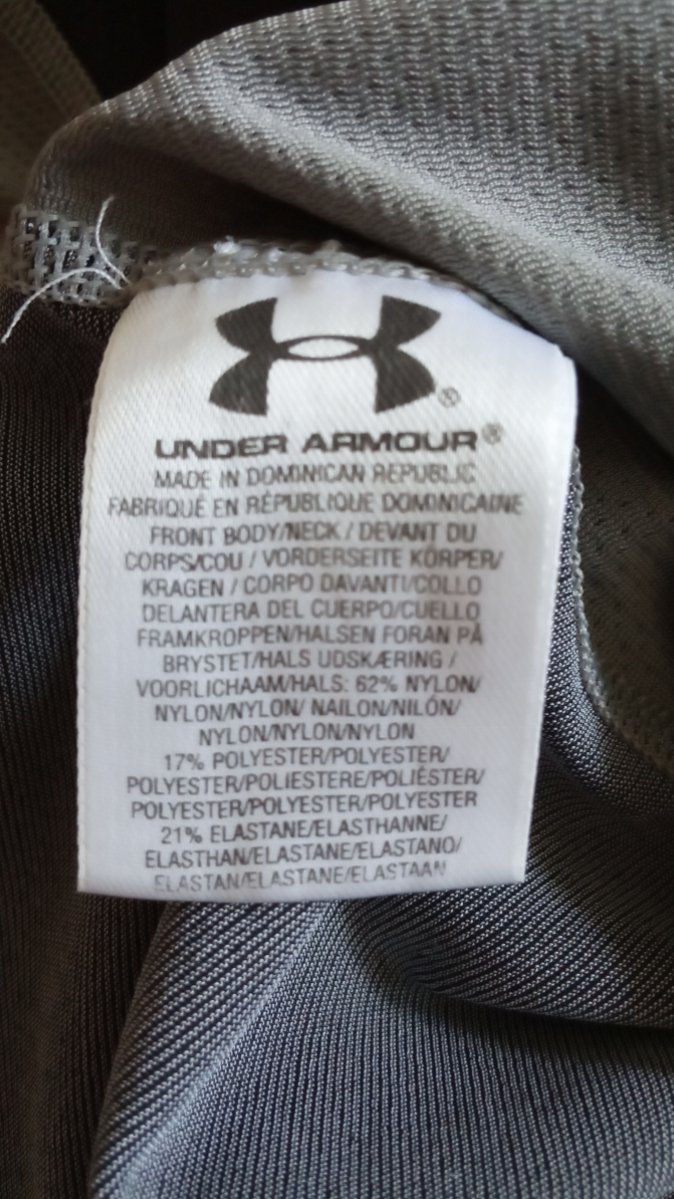 ®
UNDER ARMOUR®
MADE IN DOMINICAN REPUBLIC
FABRIQUÉ EN RÉPUBLIQUE DOMINICAINE
FRONT BODY/NECK / DEVANT DU
CORPS/COU / VORDERSEITE KÖRPER/
KRAGEN / CORPO DAVANTI/COLLO
DELANTERA DEL CUERPO/CUELLO
FRAMKROPPEN/HALSEN FORAN PÅ
BRYSTET/HALS UDSKÆRING /
VOORLICHAAM/HALS: 62% NYLON/
NYLON/NYLON/ NAILON/NILÓN/
NYLON/NYLON/NYLON
17% POLYESTER/POLYESTER/
POLYESTER/POLIESTERE/POLIÉSTER/
POLYESTER/POLYESTER/POLYESTER
21% ELASTANE/ELASTHANNE/
ELASTHAN/ELASTANE/ELASTANO/
ELASTAN/ELASTANE/ELASTAAN